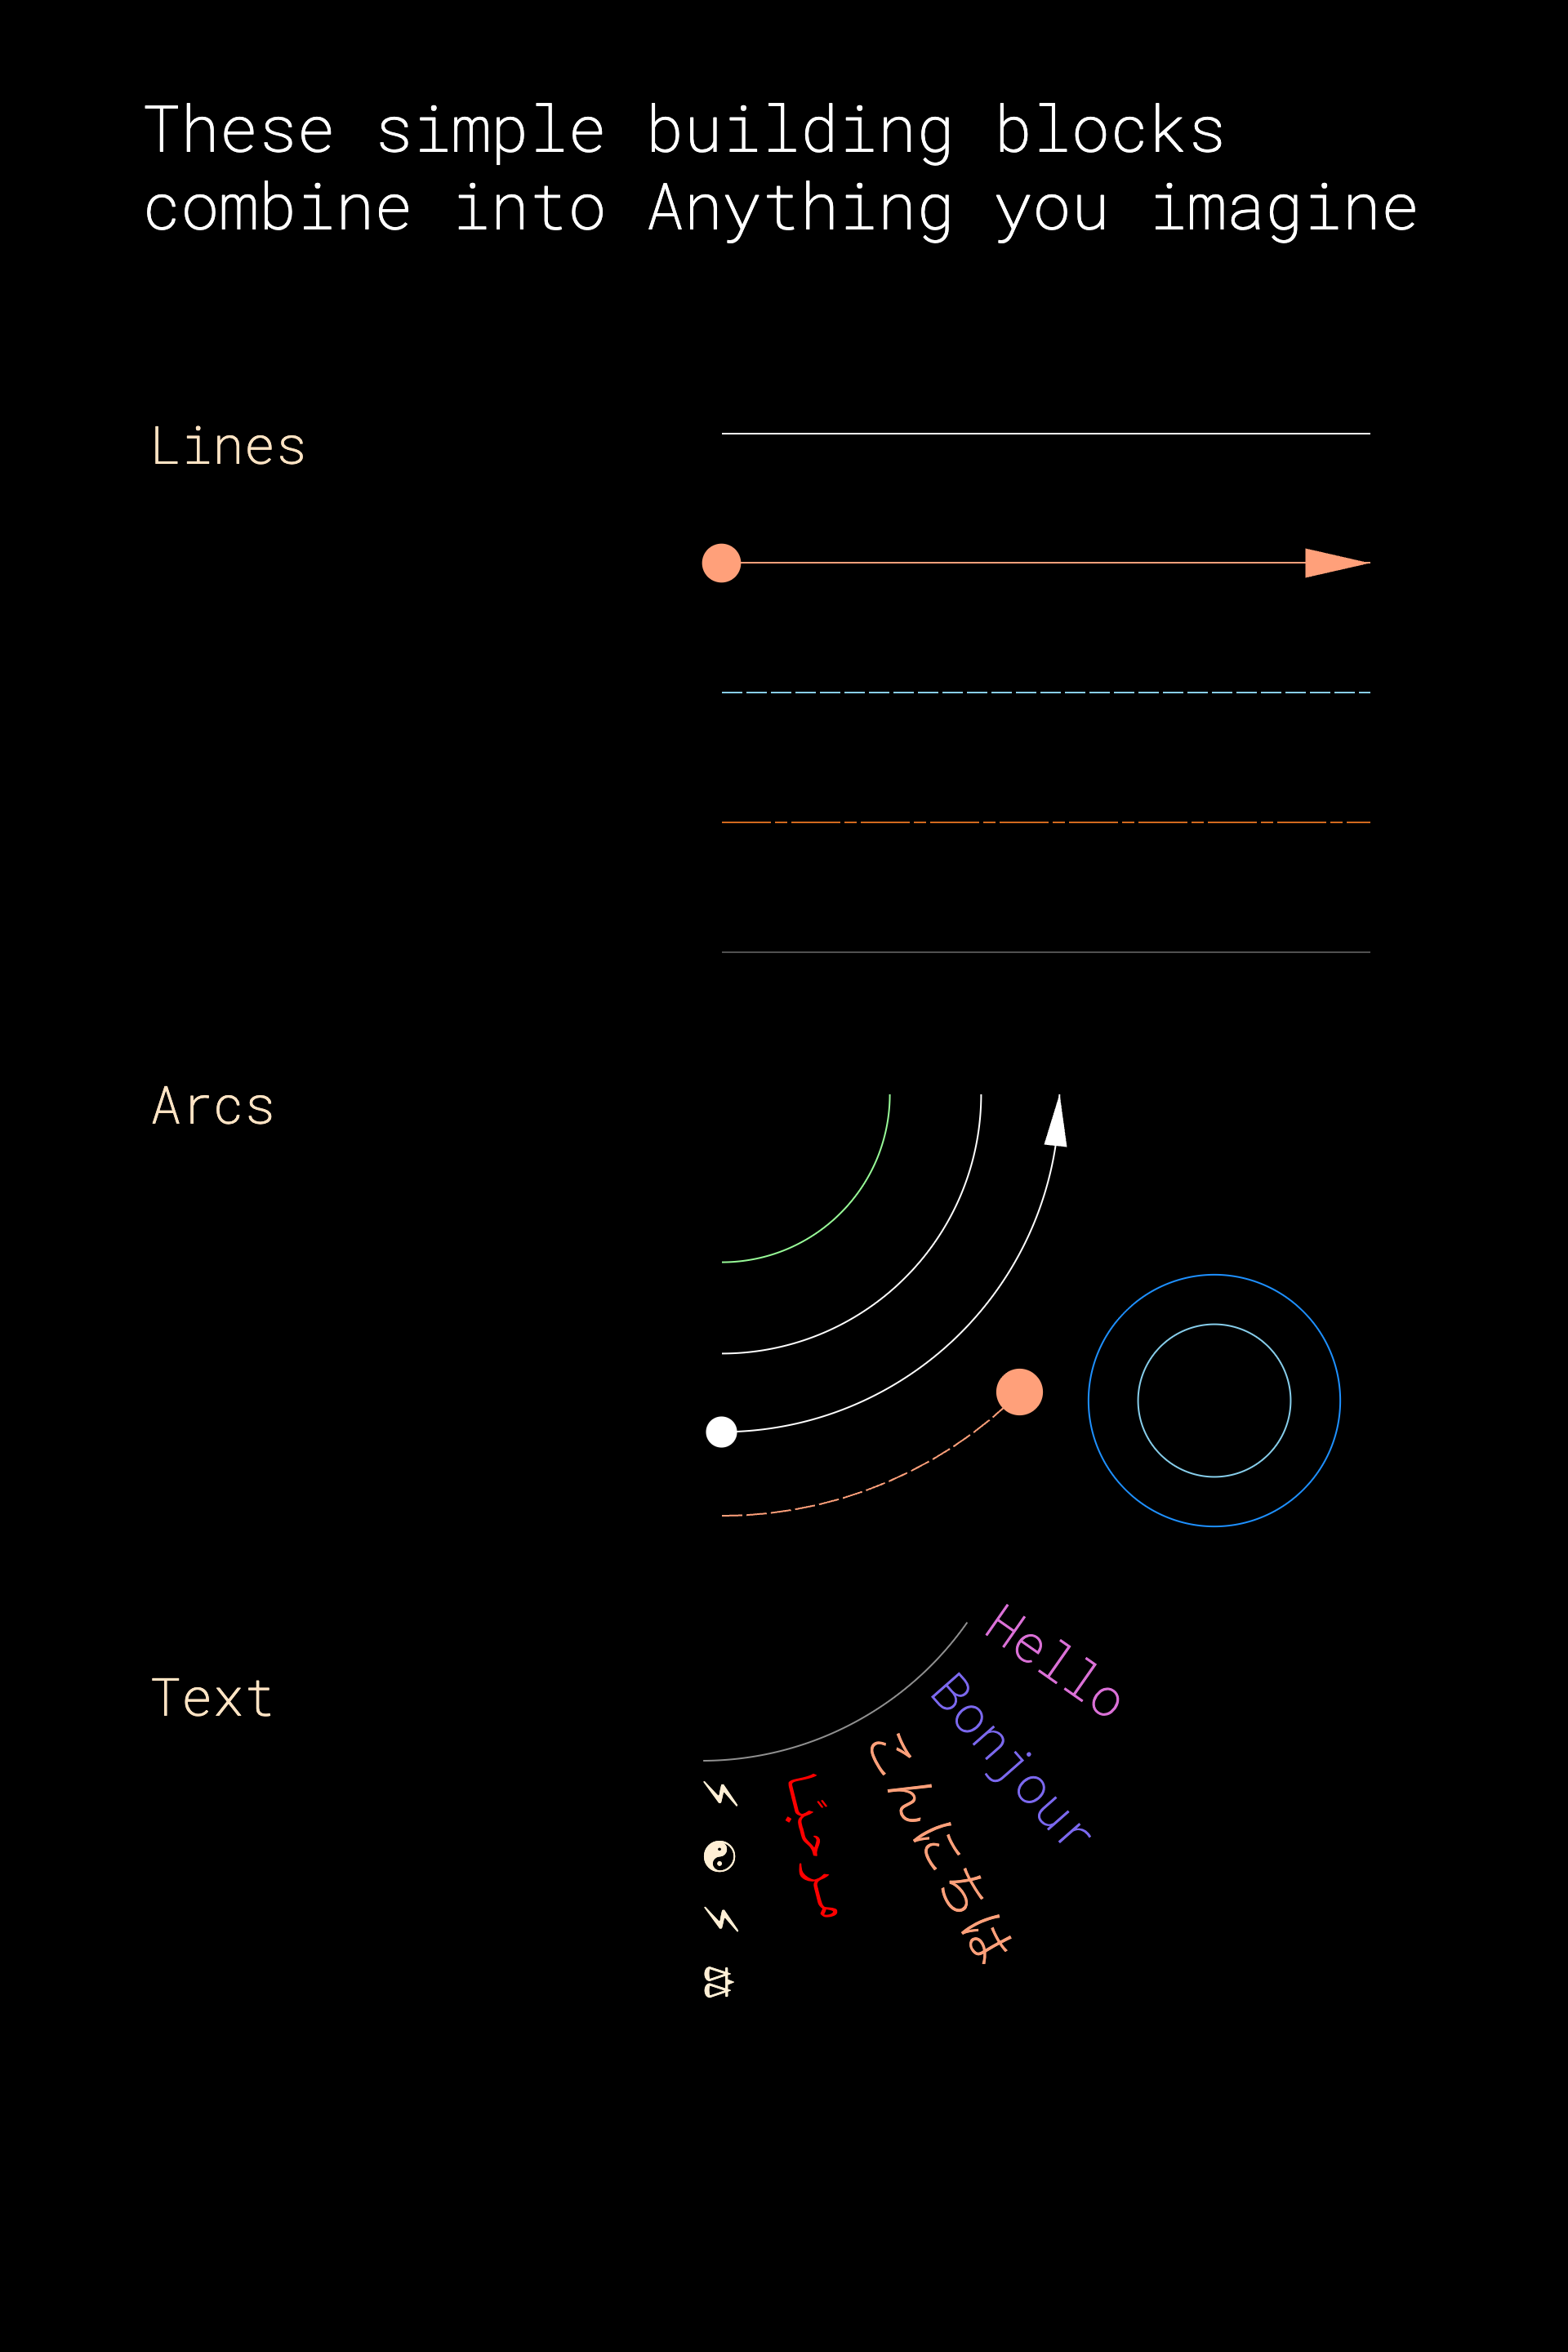 These simple building blocks
combine into Anything you imagine
Lines
Arcs
Text
Hello
Bonjour
こんにちは
مرحبًا
⚡☯⚡⚖